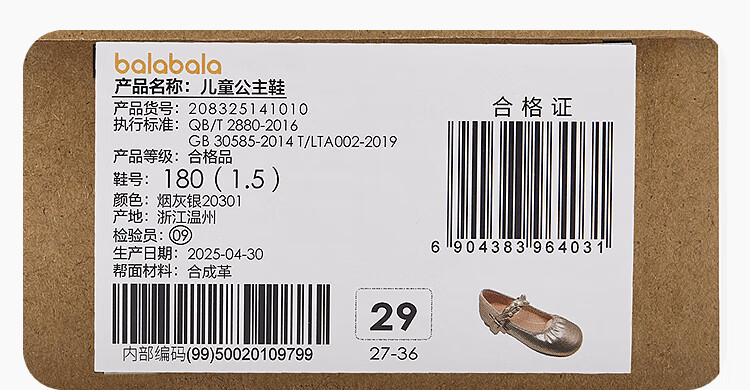 balabala
产品名称：儿童公主鞋
产品货号：208325141010
执行标准：QB/T 2880-2016
GB 30585-2014 T/LTA002-2019
产品等级：合格品
鞋号：180（1.5）
颜色：烟灰银20301
产地：浙江温州
检验员：09
生产日期：2025-04-30
帮面材料：合成革
内部编码(99)50020109799
合格证
6 904383 964031
29
27-36